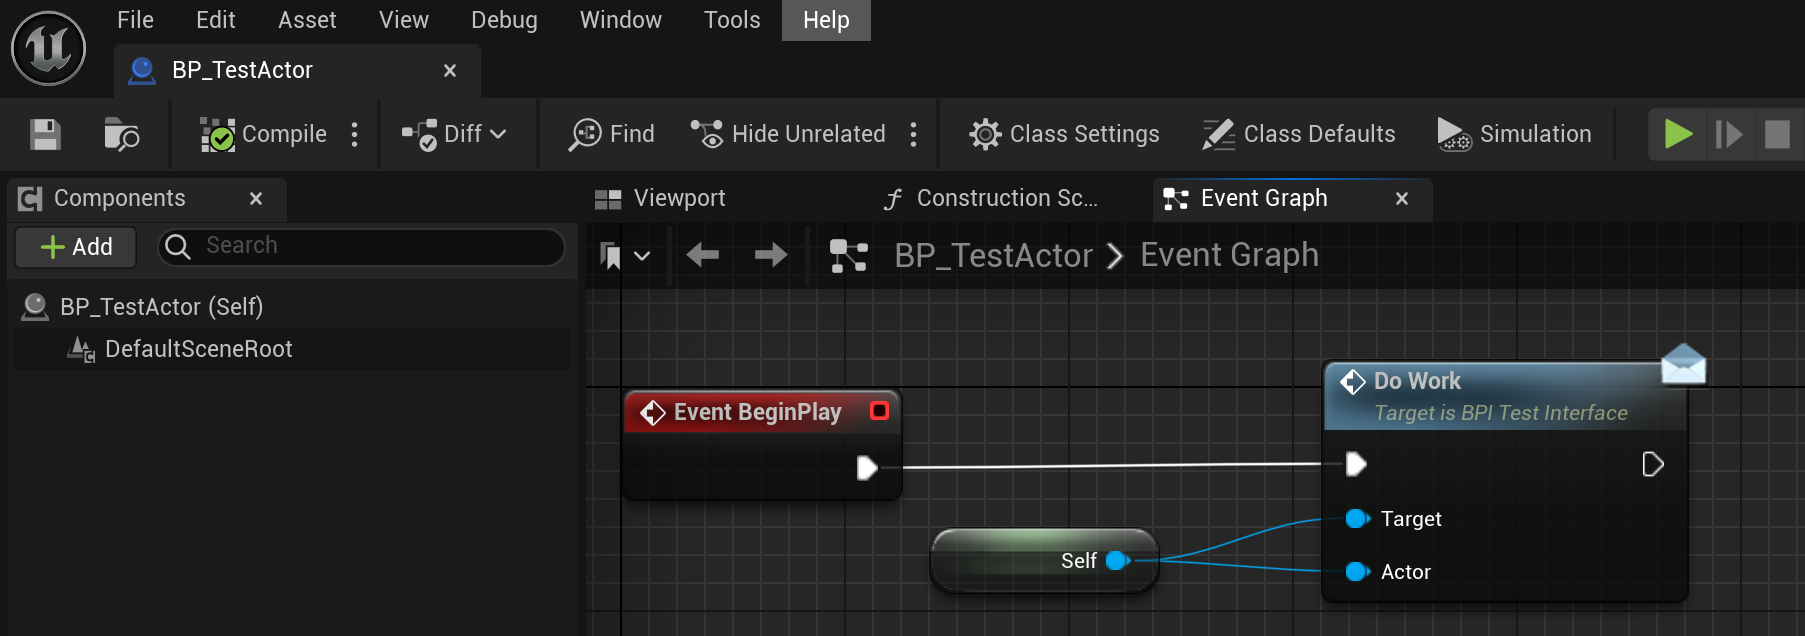 File Edit Asset View Debug Window Tools Help
BP_TestActor
Compile Diff Find Hide Unrelated Class Settings Class Defaults Simulation
Components Viewport Construction Sc... Event Graph
Add Search BP_TestActor > Event Graph
BP_TestActor (Self)
DefaultSceneRoot
Do Work
Target is BPI Test Interface
Event BeginPlay
Target
Self
Actor